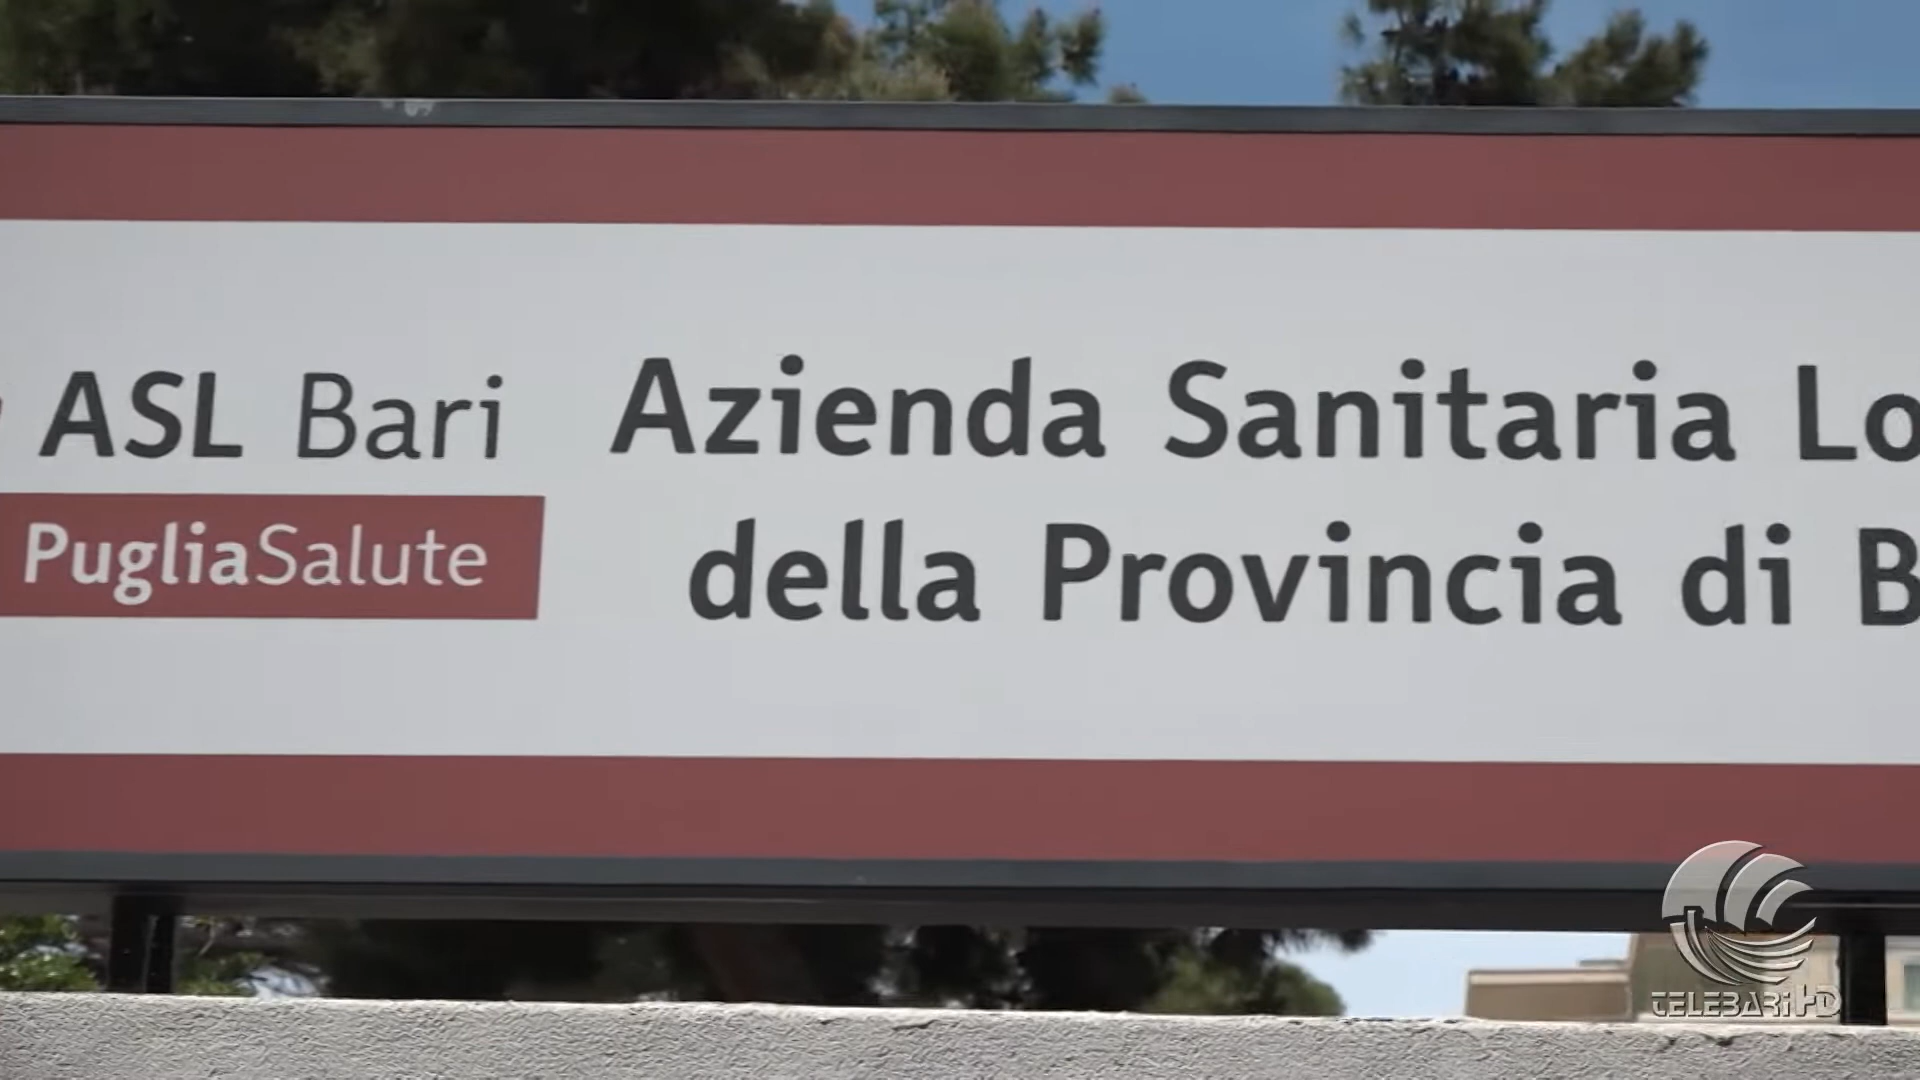 ASL Bari
PugliaSalute
Azienda Sanitaria Lo
della Provincia di B
TELEBARI HD